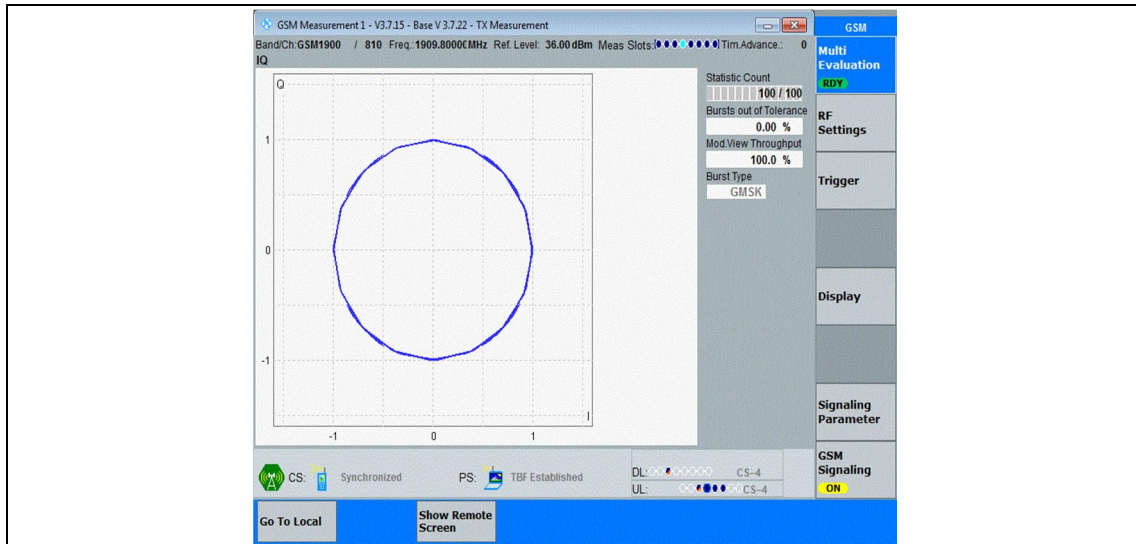 GSM Measurement 1 - V3.7.15 - Base V 3.7.22 - TX Measurement
GSM
Band/Ch: GSM1900 / 810 Freq.: 1909.8000(MHz Ref. Level: 36.00 dBm Meas Slots: Tim.Advance.: 0
IQ
Multi
Evaluation
RDY
Q
1
0
-1
I
-1 0 1
Statistic Count
100 / 100
Bursts out of Tolerance
0.00 %
Mod.View Throughput
100.0 %
Burst Type
GMSK
RF
Settings
Trigger
Display
Signaling
Parameter
GSM
Signaling
ON
CS: Synchronized PS: TBF Established
DL: CS-4
UL: CS-4
Go To Local
Show Remote
Screen